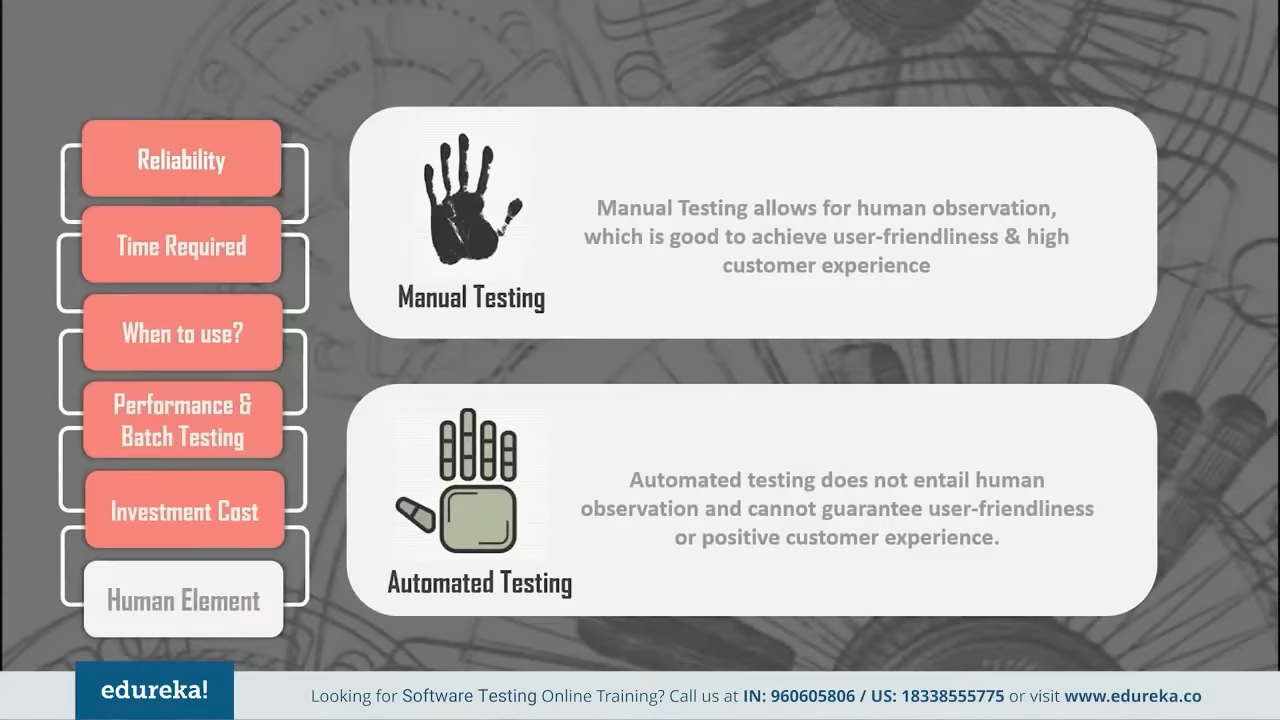 Reliability
Time Required
When to use?
Performance &
Batch Testing
Investment Cost
Human Element
Manual Testing allows for human observation,
which is good to achieve user-friendliness & high
customer experience
Manual Testing
Automated testing does not entail human
observation and cannot guarantee user-friendliness
or positive customer experience.
Automated Testing
edureka!
Looking for Software Testing Online Training? Call us at IN: 960605806 / US: 18338555775 or visit www.edureka.co